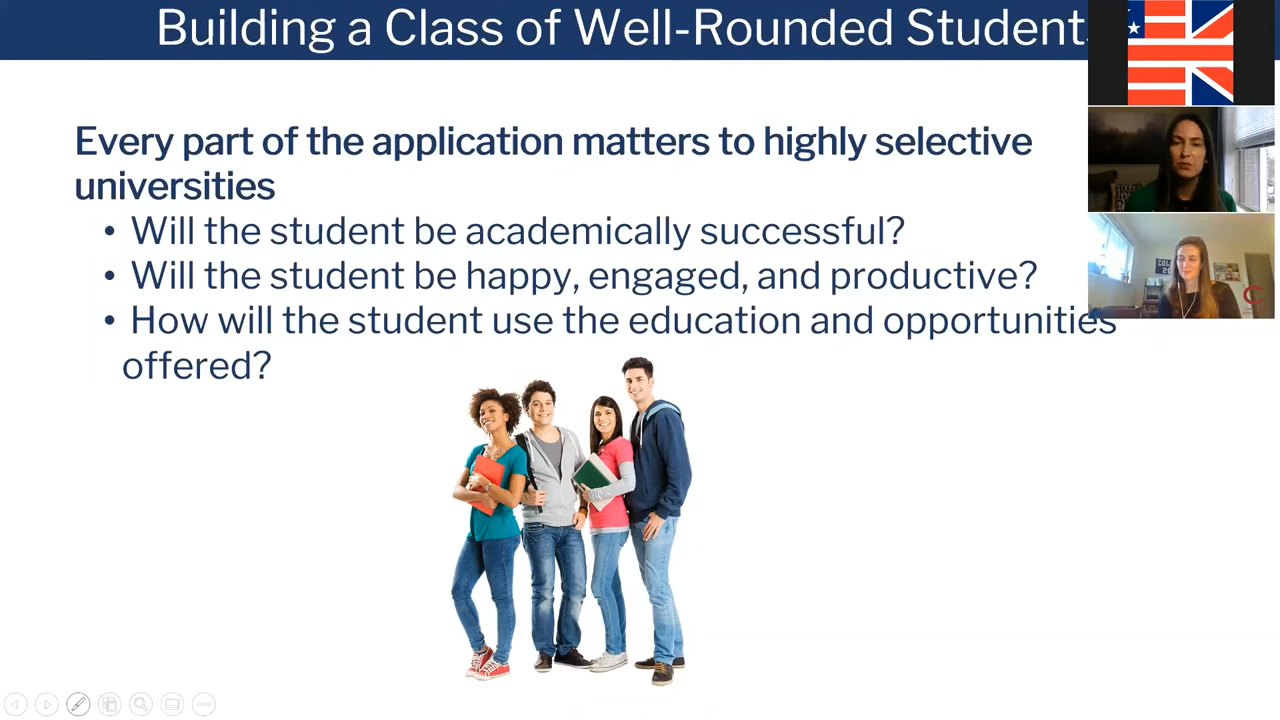 Building a Class of Well-Rounded Student
Every part of the application matters to highly selective
universities
• Will the student be academically successful?
• Will the student be happy, engaged, and productive?
• How will the student use the education and opportunities
offered?